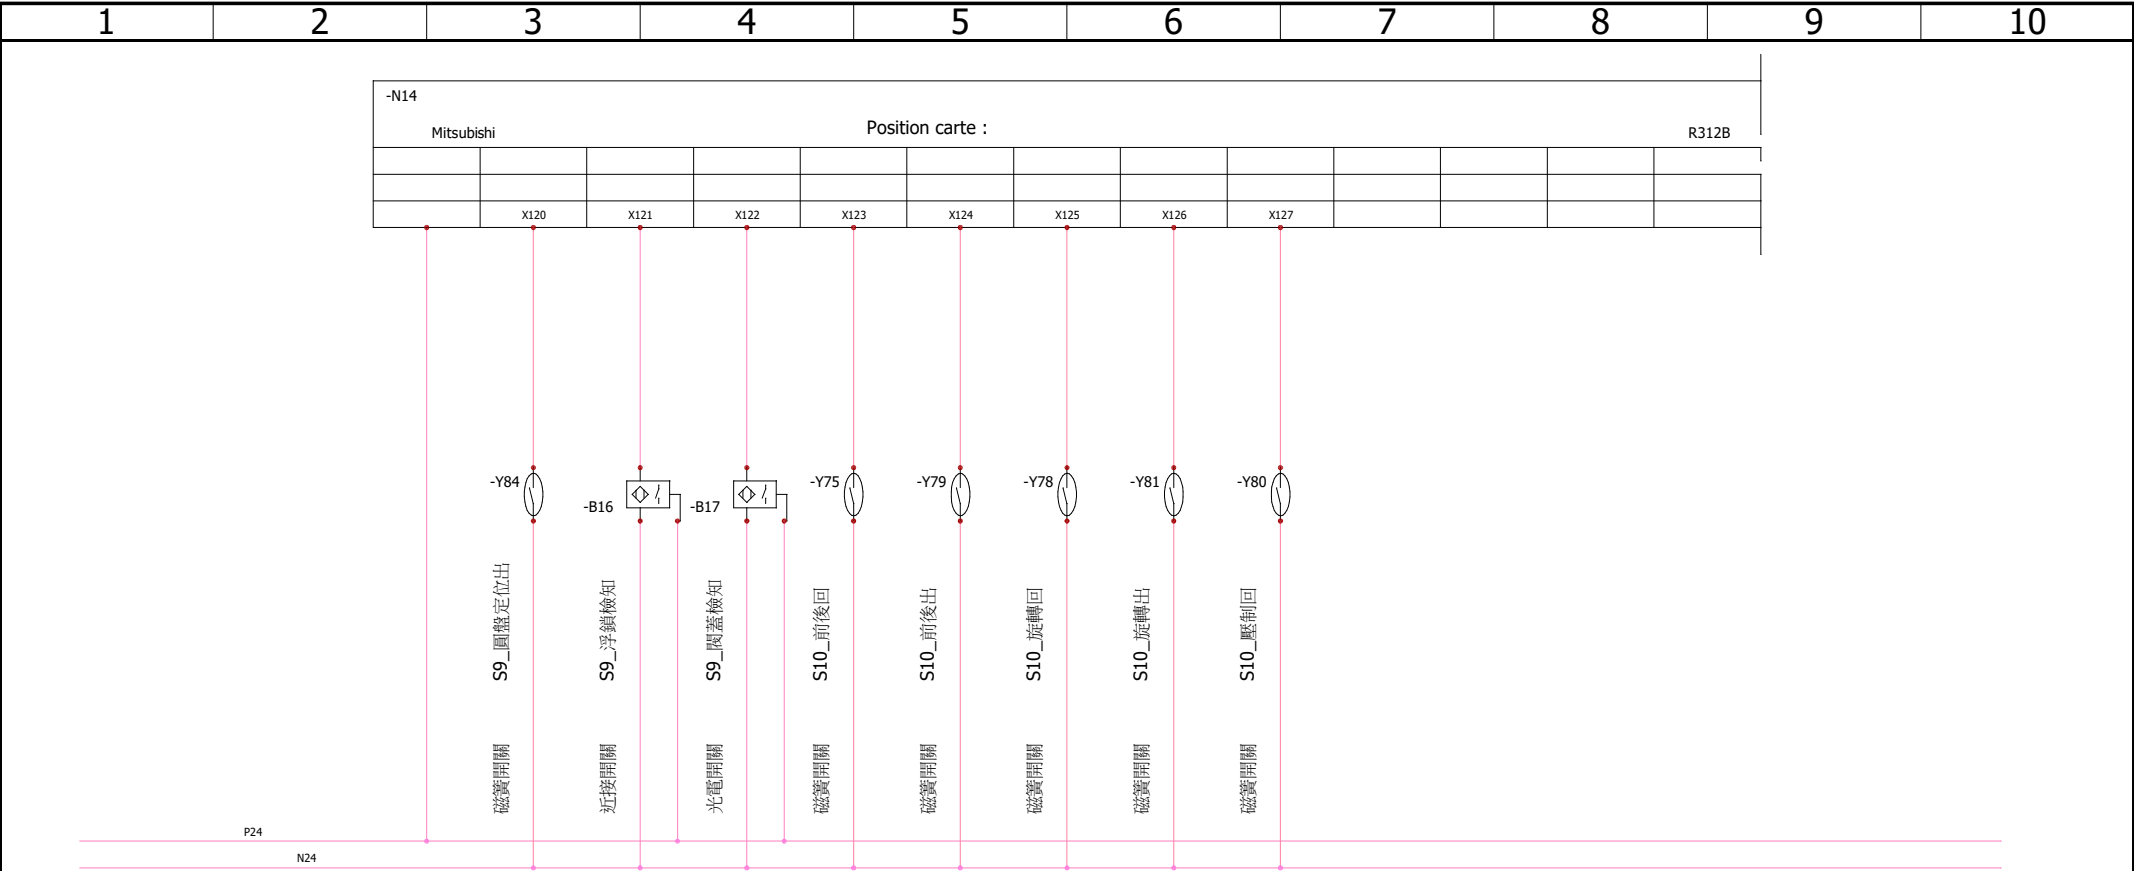 1 2 3 4 5 6 7 8 9 10
-N14
Mitsubishi Position carte : R312B
X120 X121 X122 X123 X124 X125 X126 X127
-Y84 -B16 -B17 -Y75 -Y79 -Y78 -Y81 -Y80
S9_圓盤定位出
S9_浮鎖檢知
S9_閥蓋檢知
S10_前後回
S10_前後出
S10_旋轉回
S10_旋轉出
S10_壓制回
磁簧開關
近接開關
光電開關
磁簧開關
磁簧開關
磁簧開關
磁簧開關
磁簧開關
P24
N24